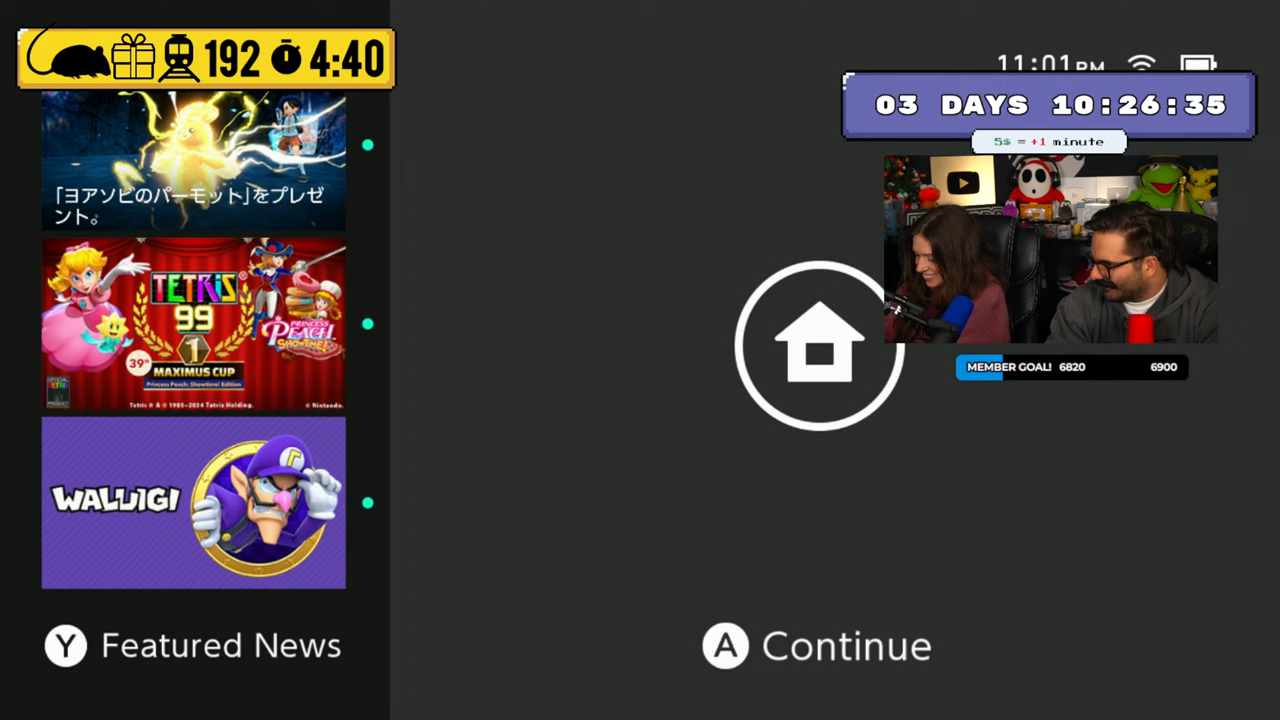 192 4:40
11:01PM
03 DAYS 10:26:35
5$ = +1 minute
「ヨアソビのパーモット」をプレゼ
ント。
TETRIS®
99
1
39th
MAXIMUS CUP
Princess Peach: Showtime! Edition
PRINCESS
PEACH
SHOWTIME!
Tetris ® & © 1985~2024 Tetris Holding.
© Nintendo.
MEMBER GOAL! 6820 6900
WALUIGI
Y Featured News
A Continue